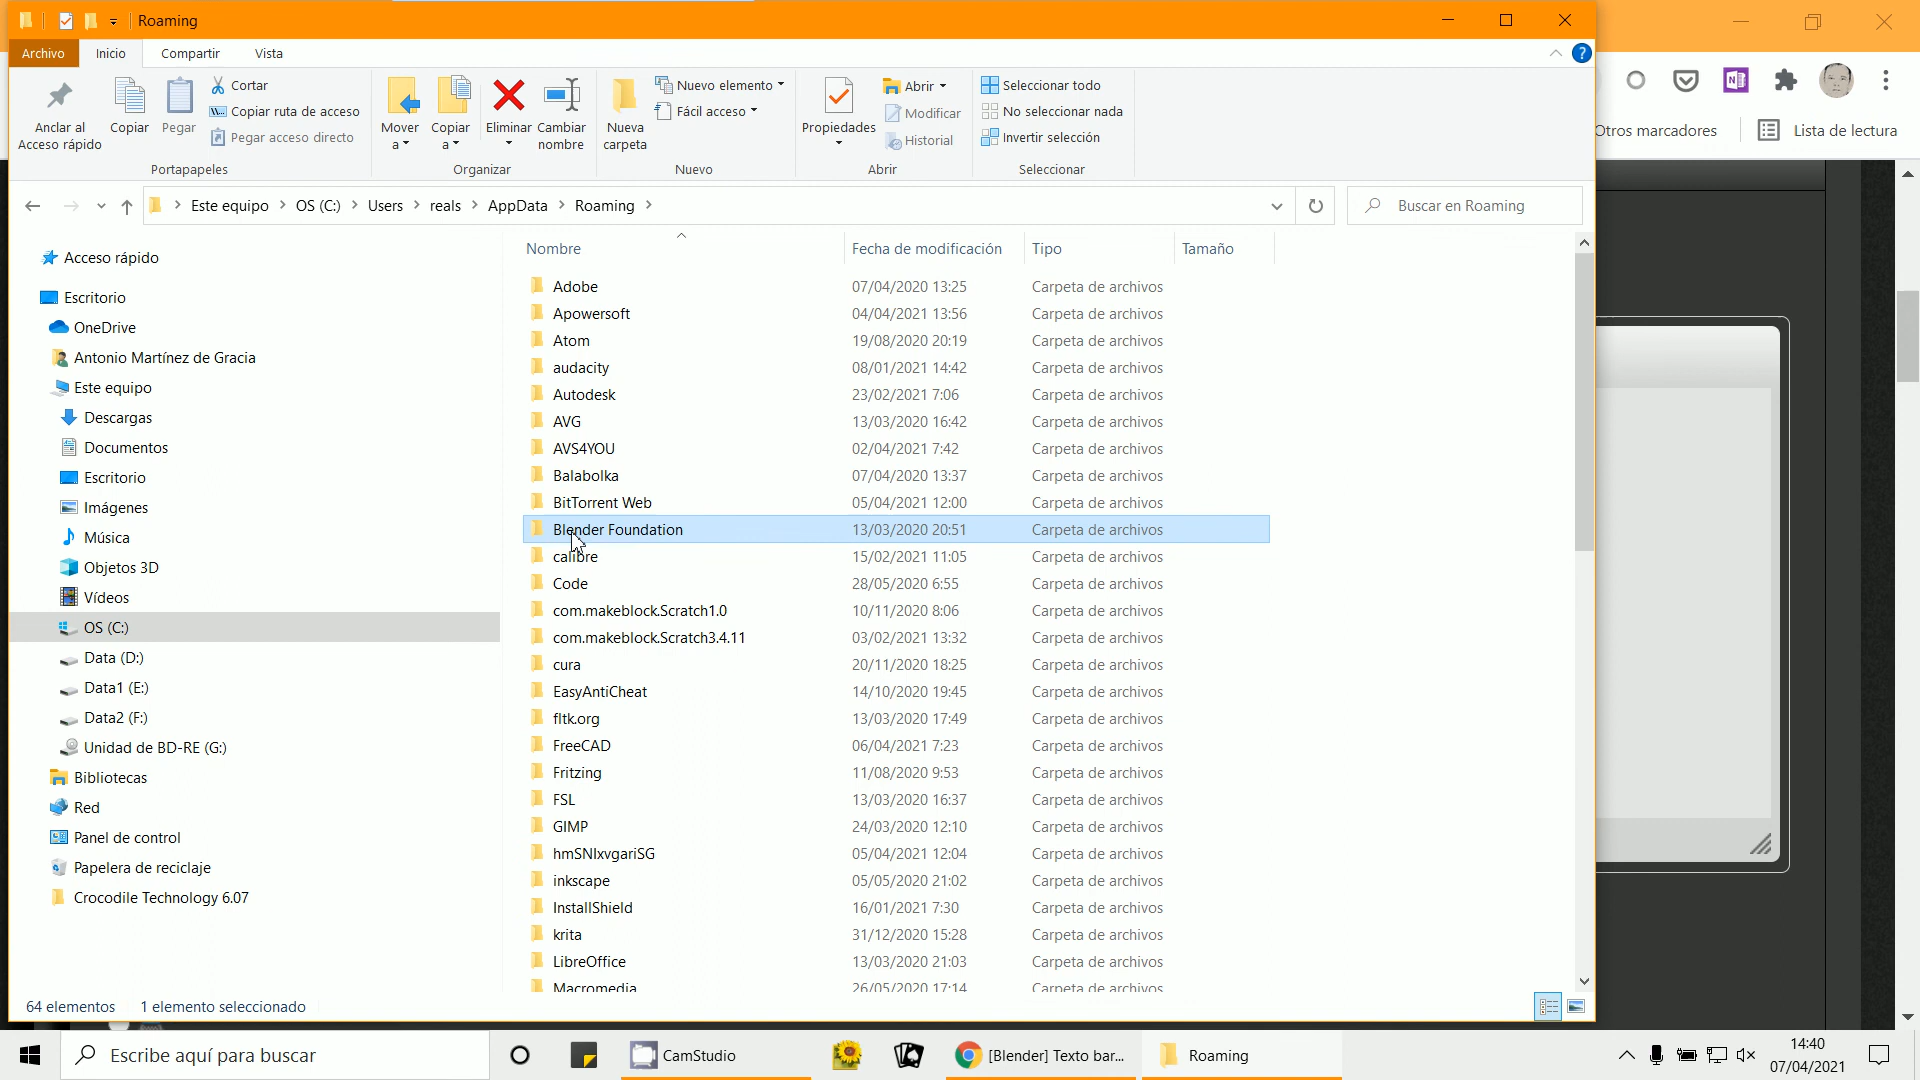 Roaming
Archivo Inicio Compartir Vista
Anclar al Acceso rápido
Copiar
Pegar
Cortar
Copiar ruta de acceso
Pegar acceso directo
Portapapeles
Mover a
Copiar a
Eliminar
Cambiar nombre
Organizar
Nueva carpeta
Nuevo elemento
Fácil acceso
Nuevo
Propiedades
Abrir
Modificar
Historial
Abrir
Seleccionar todo
No seleccionar nada
Invertir selección
Seleccionar
Otros marcadores Lista de lectura
Este equipo > OS (C:) > Users > reals > AppData > Roaming >
Buscar en Roaming
Acceso rápido
Escritorio
OneDrive
Antonio Martínez de Gracia
Este equipo
Descargas
Documentos
Escritorio
Imágenes
Música
Objetos 3D
Vídeos
OS (C:)
Data (D:)
Data1 (E:)
Data2 (F:)
Unidad de BD-RE (G:)
Bibliotecas
Red
Panel de control
Papelera de reciclaje
Crocodile Technology 6.07
Nombre Fecha de modificación Tipo Tamaño
Adobe 07/04/2020 13:25 Carpeta de archivos
Apowersoft 04/04/2021 13:56 Carpeta de archivos
Atom 19/08/2020 20:19 Carpeta de archivos
audacity 08/01/2021 14:42 Carpeta de archivos
Autodesk 23/02/2021 7:06 Carpeta de archivos
AVG 13/03/2020 16:42 Carpeta de archivos
AVS4YOU 02/04/2021 7:42 Carpeta de archivos
Balabolka 07/04/2020 13:37 Carpeta de archivos
BitTorrent Web 05/04/2021 12:00 Carpeta de archivos
Blender Foundation 13/03/2020 20:51 Carpeta de archivos
calibre 15/02/2021 11:05 Carpeta de archivos
Code 28/05/2020 6:55 Carpeta de archivos
com.makeblock.Scratch1.0 10/11/2020 8:06 Carpeta de archivos
com.makeblock.Scratch3.4.11 03/02/2021 13:32 Carpeta de archivos
cura 20/11/2020 18:25 Carpeta de archivos
EasyAntiCheat 14/10/2020 19:45 Carpeta de archivos
fltk.org 13/03/2020 17:49 Carpeta de archivos
FreeCAD 06/04/2021 7:23 Carpeta de archivos
Fritzing 11/08/2020 9:53 Carpeta de archivos
FSL 13/03/2020 16:37 Carpeta de archivos
GIMP 24/03/2020 12:10 Carpeta de archivos
hmSNIxvgariSG 05/04/2021 12:04 Carpeta de archivos
inkscape 05/05/2020 21:02 Carpeta de archivos
InstallShield 16/01/2021 7:30 Carpeta de archivos
krita 31/12/2020 15:28 Carpeta de archivos
LibreOffice 13/03/2020 21:03 Carpeta de archivos
Macromedia 26/05/2020 17:14 Carpeta de archivos
64 elementos 1 elemento seleccionado
Escribe aquí para buscar
CamStudio
[Blender] Texto bar...
Roaming
14:40
07/04/2021